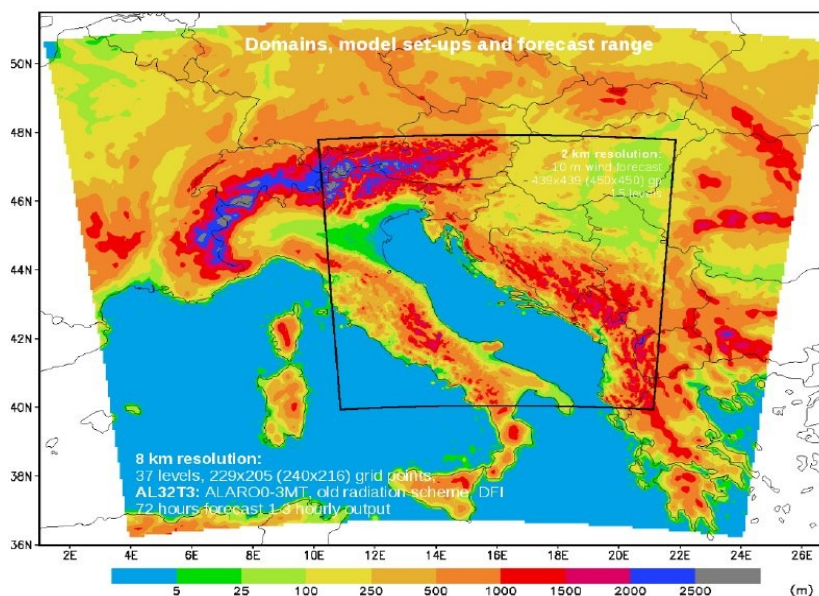 Domains, model set-ups and forecast range
50N
48N
46N
44N
42N
40N
38N
36N
2 km resolution:
10 m wind forecast
439x439 (450x450) gp
15 levels
8 km resolution:
37 levels, 229x205 (240x216) grid points,
AL32T3: ALARO0-3MT, old radiation scheme, DFI
72 hours forecast 1-3 hourly output
2E 4E 6E 8E 10E 12E 14E 16E 18E 20E 22E 24E 26E
5 25 100 250 500 1000 1500 2000 2500 (m)